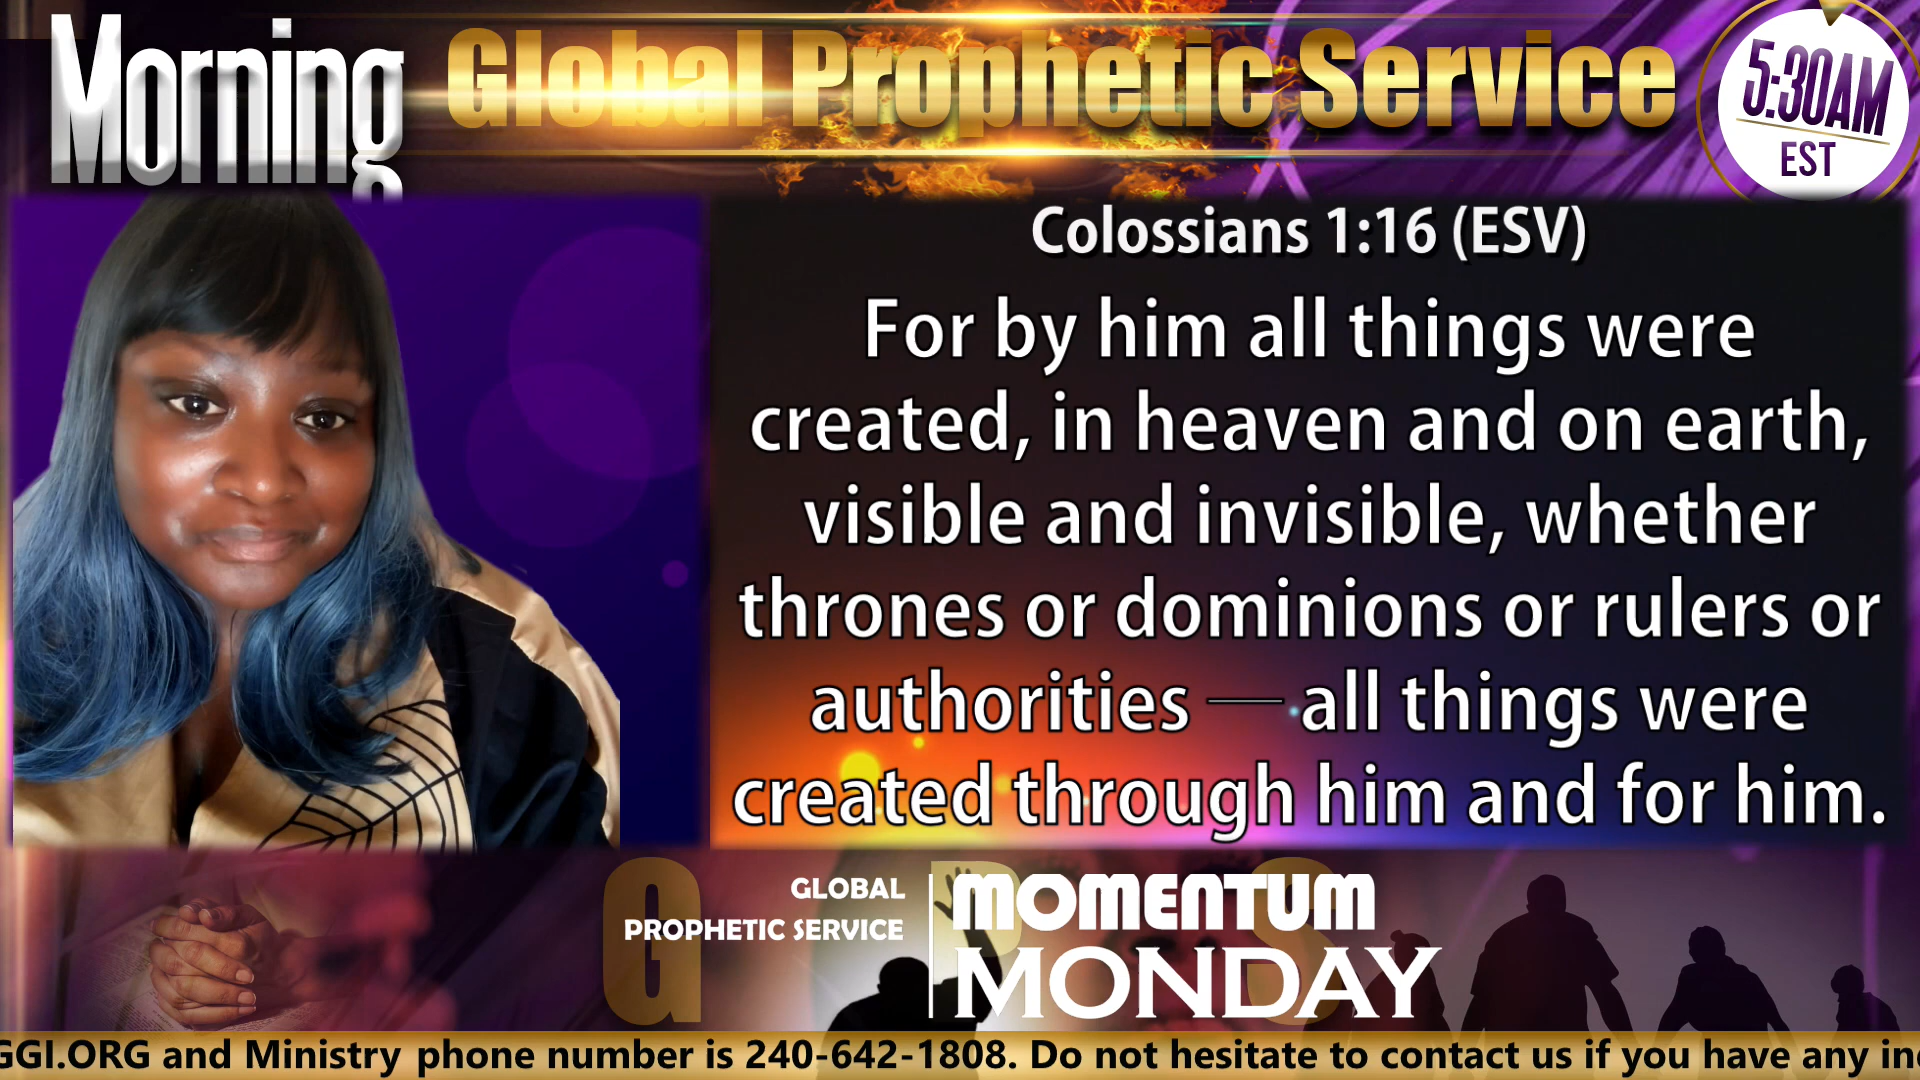 Morning
Global Prophetic Service
5:30AM
EST
Colossians 1:16 (ESV)
For by him all things were
created, in heaven and on earth,
visible and invisible, whether
thrones or dominions or rulers or
authorities — all things were
created through him and for him.
G P S
GLOBAL
PROPHETIC SERVICE
MOMENTUM
MONDAY
GGI.ORG and Ministry phone number is 240-642-1808. Do not hesitate to contact us if you have any